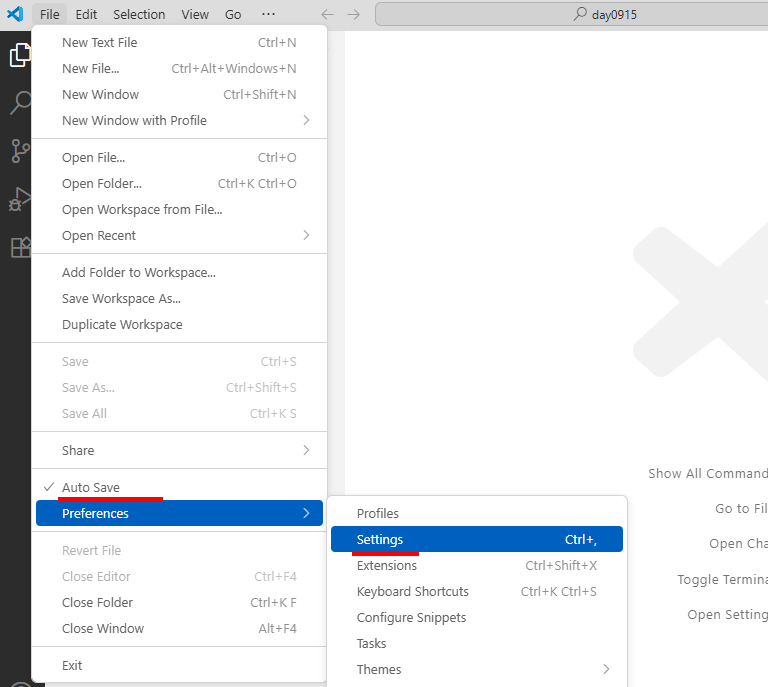 File Edit Selection View Go ··· day0915
New Text File Ctrl+N
New File... Ctrl+Alt+Windows+N
New Window Ctrl+Shift+N
New Window with Profile
Open File... Ctrl+O
Open Folder... Ctrl+K Ctrl+O
Open Workspace from File...
Open Recent
Add Folder to Workspace...
Save Workspace As...
Duplicate Workspace
Save Ctrl+S
Save As... Ctrl+Shift+S
Save All Ctrl+K S
Share
Auto Save
Preferences
Revert File
Close Editor Ctrl+F4
Close Folder Ctrl+K F
Close Window Alt+F4
Exit
Profiles
Settings Ctrl+,
Extensions Ctrl+Shift+X
Keyboard Shortcuts Ctrl+K Ctrl+S
Configure Snippets
Tasks
Themes
Show All Command
Go to Fil
Open Cha
Toggle Termina
Open Setting